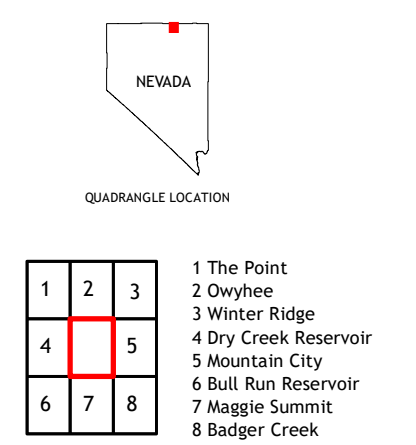 NEVADA
QUADRANGLE LOCATION
1 2 3
4 5
6 7 8
1 The Point
2 Owyhee
3 Winter Ridge
4 Dry Creek Reservoir
5 Mountain City
6 Bull Run Reservoir
7 Maggie Summit
8 Badger Creek